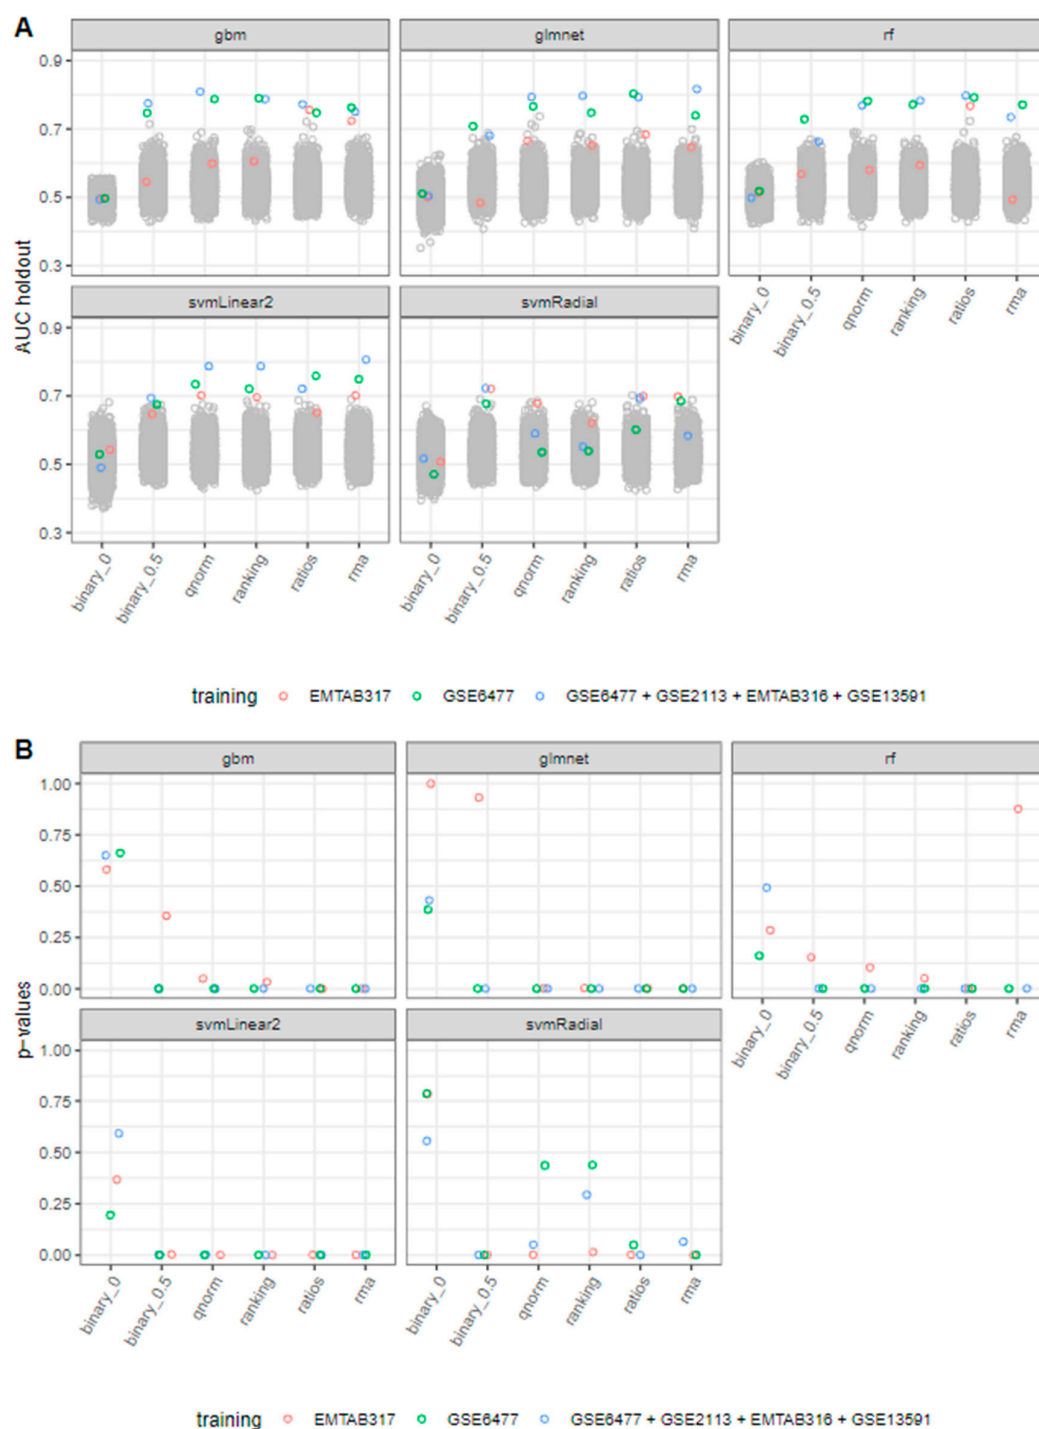 A
gbm
glmnet
rf
0.9
0.7
0.5
0.3
AUC holdout
svmLinear2
svmRadial
binary_0
binary_0.5
qnorm
ranking
ratios
rma
0.9
0.7
0.5
0.3
binary_0
binary_0.5
qnorm
ranking
ratios
rma
binary_0
binary_0.5
qnorm
ranking
ratios
rma
training EMTAB317 GSE6477 GSE6477 + GSE2113 + EMTAB316 + GSE13591
B
gbm
glmnet
rf
1.00
0.75
0.50
0.25
0.00
p-values
svmLinear2
svmRadial
binary_0
binary_0.5
qnorm
ranking
ratios
rma
1.00
0.75
0.50
0.25
0.00
binary_0
binary_0.5
qnorm
ranking
ratios
rma
binary_0
binary_0.5
qnorm
ranking
ratios
rma
training EMTAB317 GSE6477 GSE6477 + GSE2113 + EMTAB316 + GSE13591